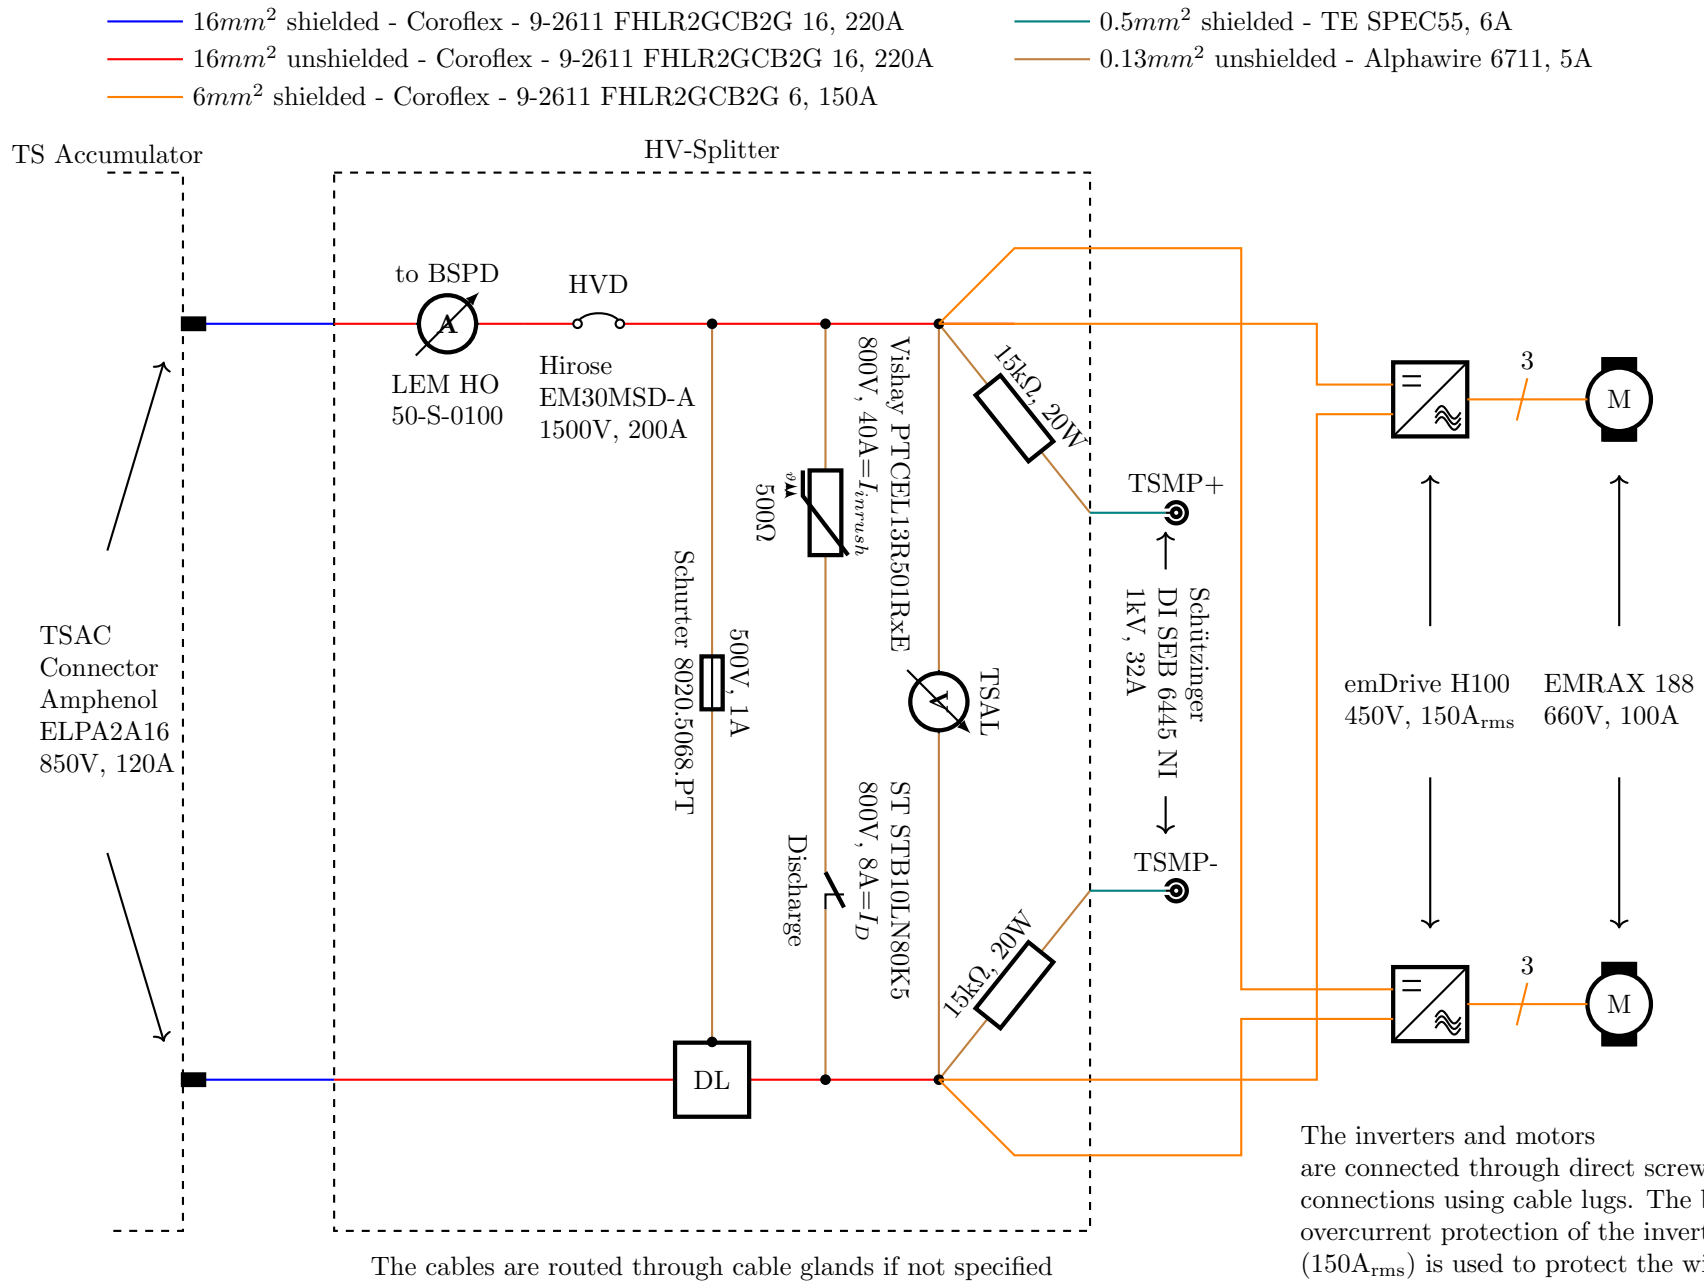 16mm² shielded - Coroflex - 9-2611 FHLR2GCB2G 16, 220A
16mm² unshielded - Coroflex - 9-2611 FHLR2GCB2G 16, 220A
6mm² shielded - Coroflex - 9-2611 FHLR2GCB2G 6, 150A
0.5mm² shielded - TE SPEC55, 6A
0.13mm² unshielded - Alphawire 6711, 5A
TS Accumulator
HV-Splitter
to BSPD
A
LEM HO
50-S-0100
HVD
Hirose
EM30MSD-A
1500V, 200A
Vishay PTCEL13R501RxE
800V, 40A=I_inrush
ϑ
500Ω
15kΩ, 20W
TSMP+
Schützinger
DI SEB 6445 NI
1kV, 32A
TSMP-
3
M
TSAC
Connector
Amphenol
ELPA2A16
850V, 120A
500V, 1A
Schurter 8020.5068.PT
TSAL
V
ST STB10LN80K5
800V, 8A=I_D
Discharge
15kΩ, 20W
DL
emDrive H100
450V, 150A_rms
EMRAX 188
660V, 100A
3
M
The inverters and motors
are connected through direct screw
connections using cable lugs. The
overcurrent protection of the
(150A_rms) is used to protect the
The cables are routed through cable glands if not specified